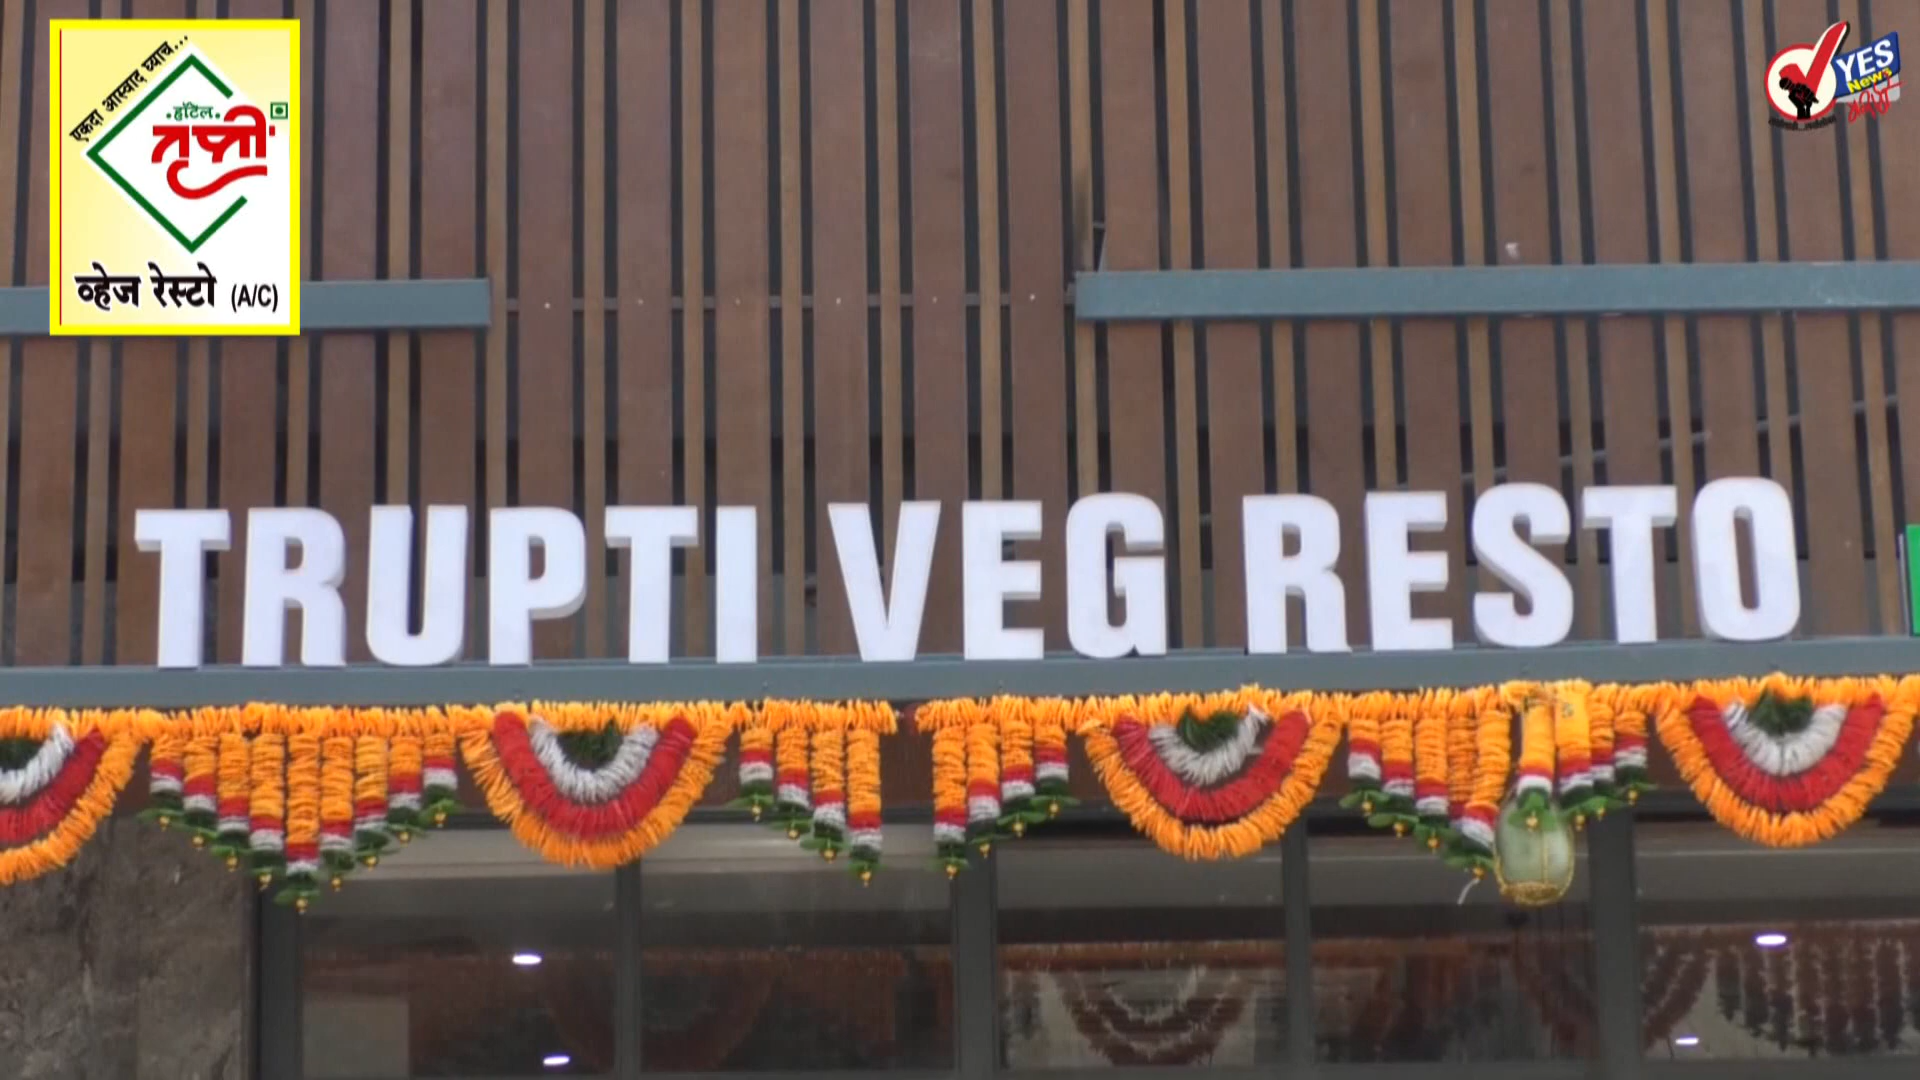 एकदा आस्वाद घ्याच...
हॉटेल
तृप्ती
व्हेज रेस्टो (A/C)
YES
News
TRUPTI VEG RESTO